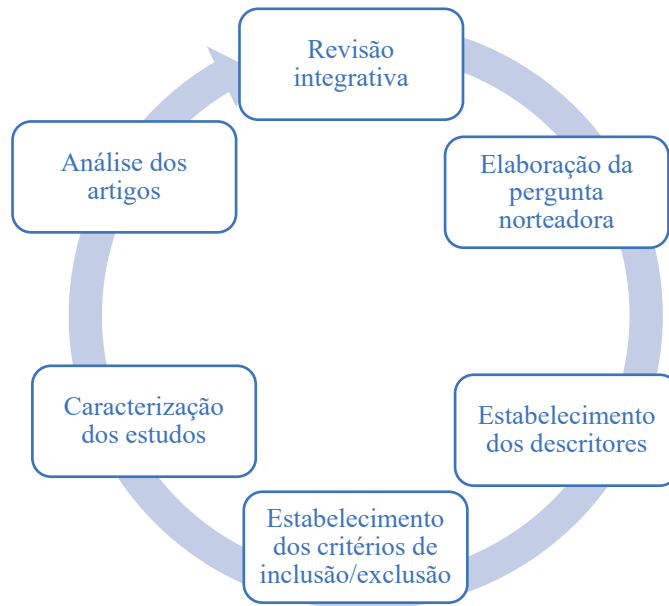 Revisão
integrativa
Elaboração da
pergunta
norteadora
Estabelecimento
dos descritores
Estabelecimento
dos critérios de
inclusão/exclusão
Caracterização
dos estudos
Análise dos
artigos